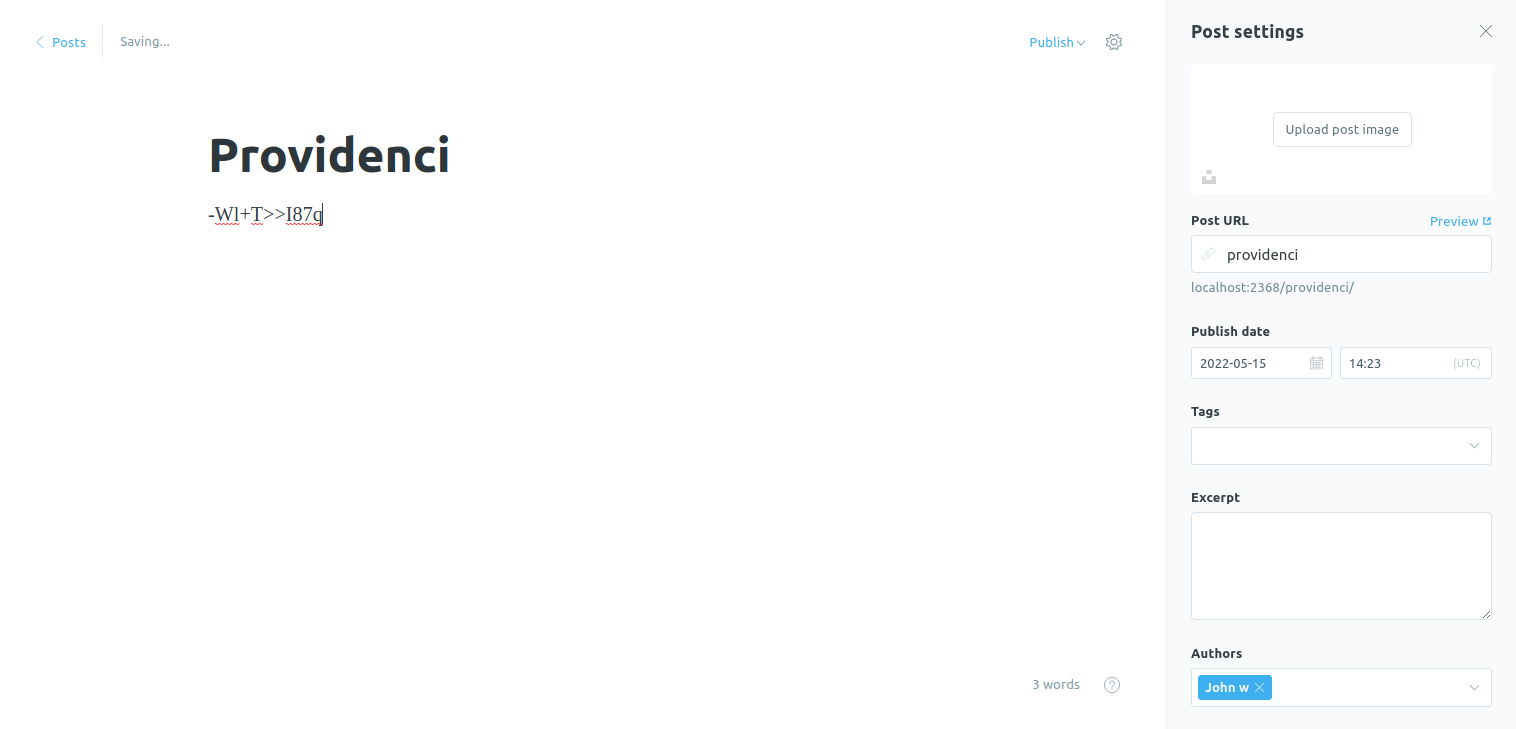 Posts
Saving...
Publish
Providenci
-Wl+T>>I87q
3 words
Post settings
Upload post image
Post URL
Preview
providenci
localhost:2368/providenci/
Publish date
2022-05-15
14:23
(UTC)
Tags
Excerpt
Authors
John w